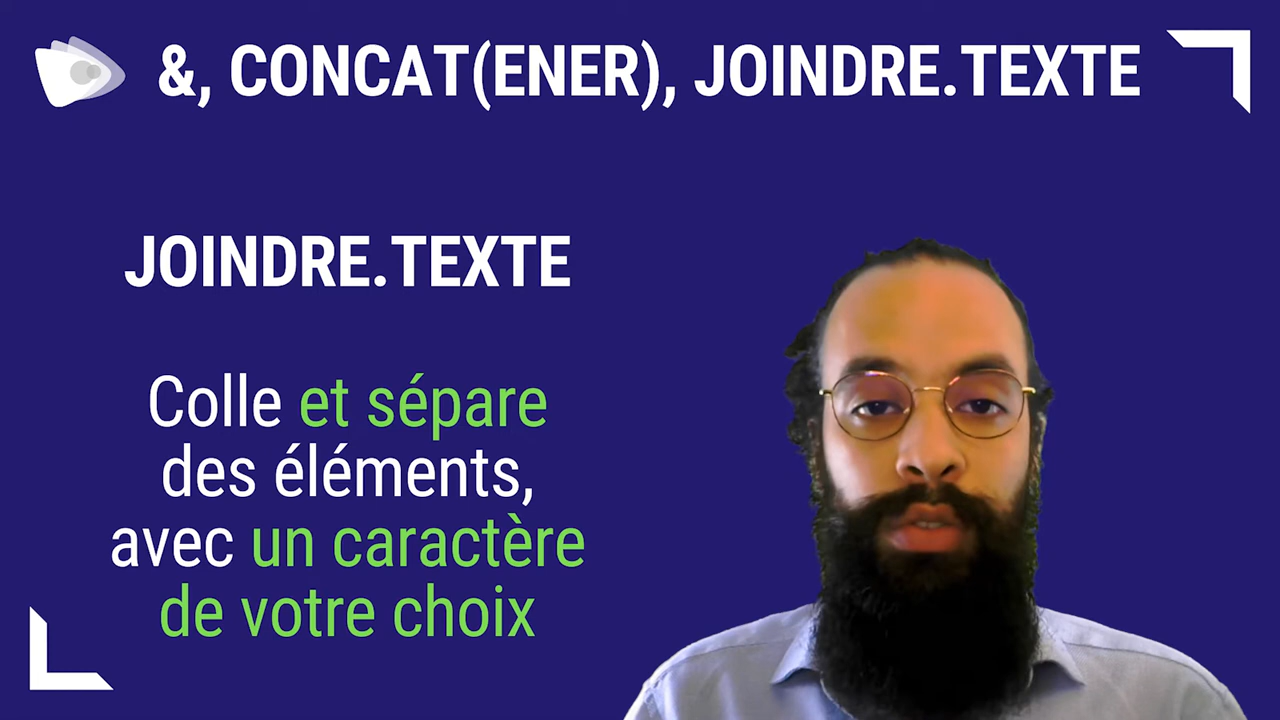 &, CONCAT(ENER), JOINDRE.TEXTE
JOINDRE.TEXTE
Colle et sépare
des éléments,
avec un caractère
de votre choix